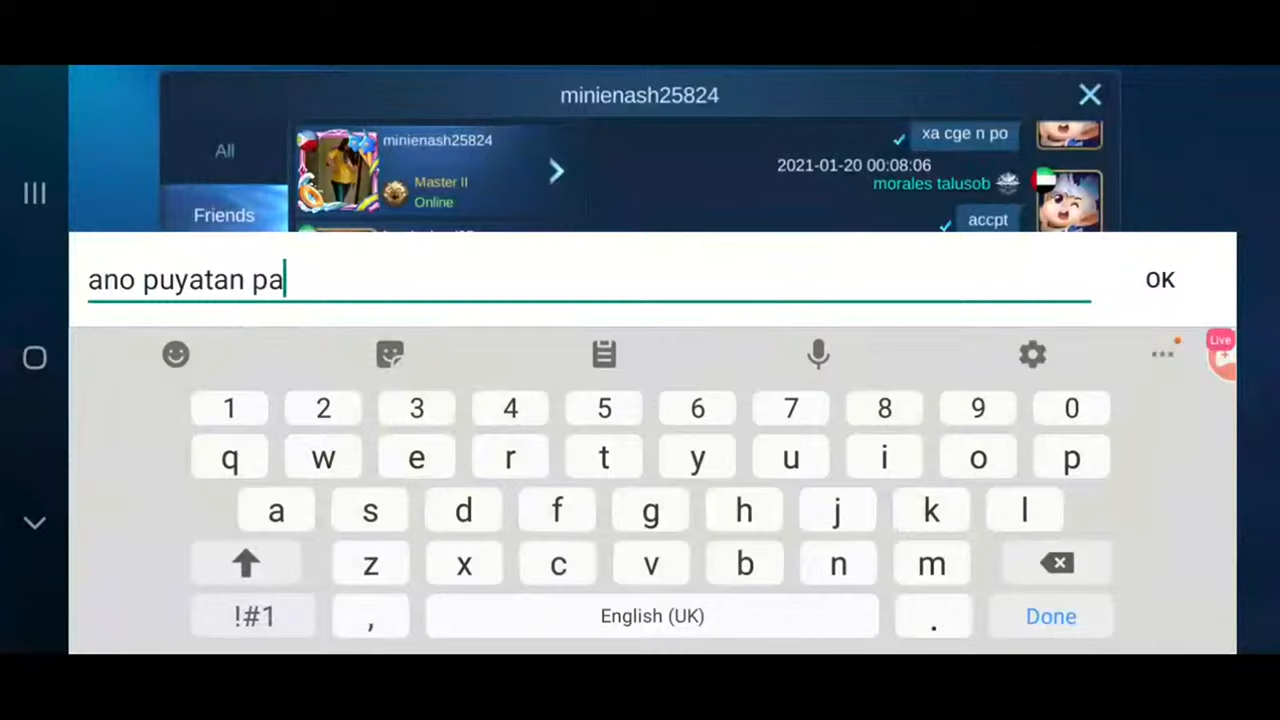 minienash25824
All
minienash25824
xa cge n po
2021-01-20 00:08:06
Master II
morales talusob
Online
Friends
accpt
ano puyatan pa
OK
Live
1 2 3 4 5 6 7 8 9 0
q w e r t y u i o p
a s d f g h j k l
z x c v b n m
!#1 , English (UK) . Done